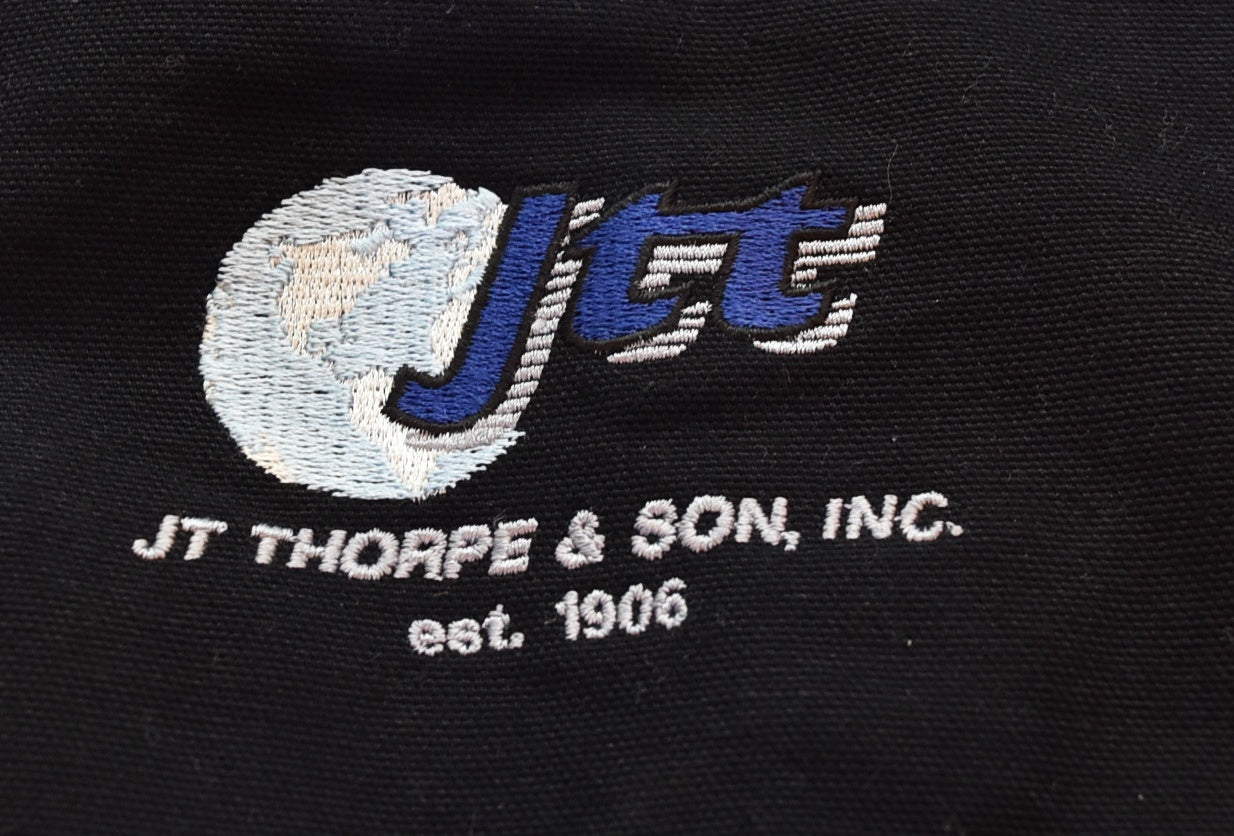 Jtt
JT THORPE & SON, INC.
est. 1906